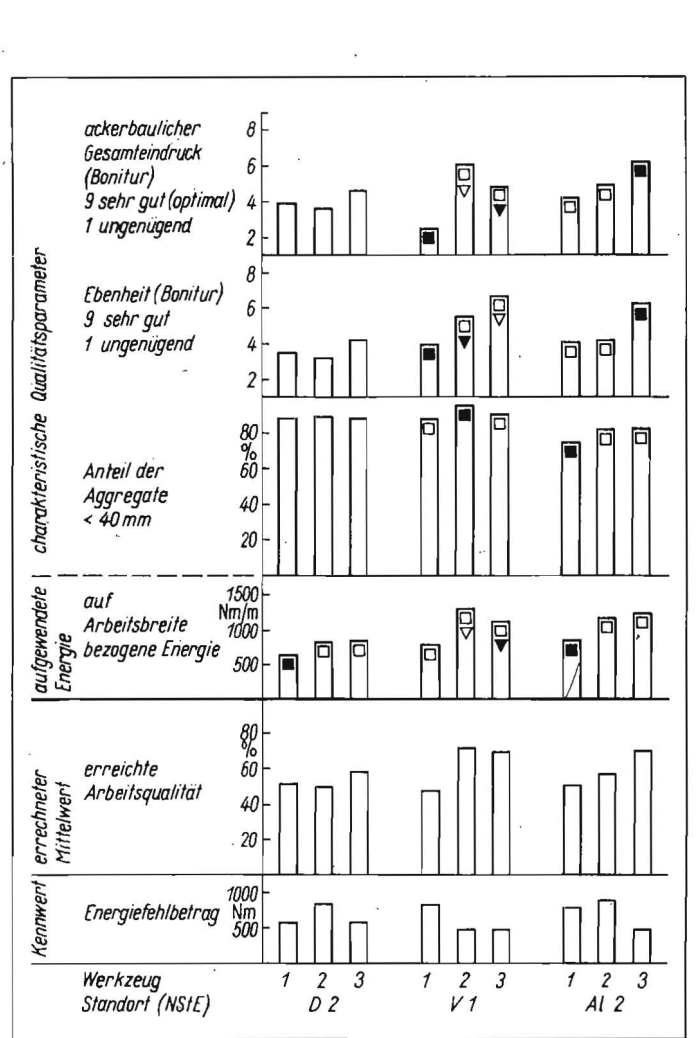 charakteristische Qualitätsparameter
ackerbaulicher
Gesamteindruck
(Bonitur)
9 sehr gut (optimal)
1 ungenügend
8
6
4
2
Ebenheit (Bonitur)
9 sehr gut
1 ungenügend
8
6
4
2
Anteil der
Aggregate
< 40 mm
80
%
60
40
20
aufgewendete
Energie
auf
Arbeitsbreite
bezogene Energie
1500
Nm/m
1000
500
errechneter
Mittelwert
erreichte
Arbeitsqualität
80
%
60
40
20
Kennwert
Energiefehlbetrag
1000
Nm
500
Werkzeug 1 2 3 1 2 3 1 2 3
Standort (NStE) D 2 V 1 Al 2